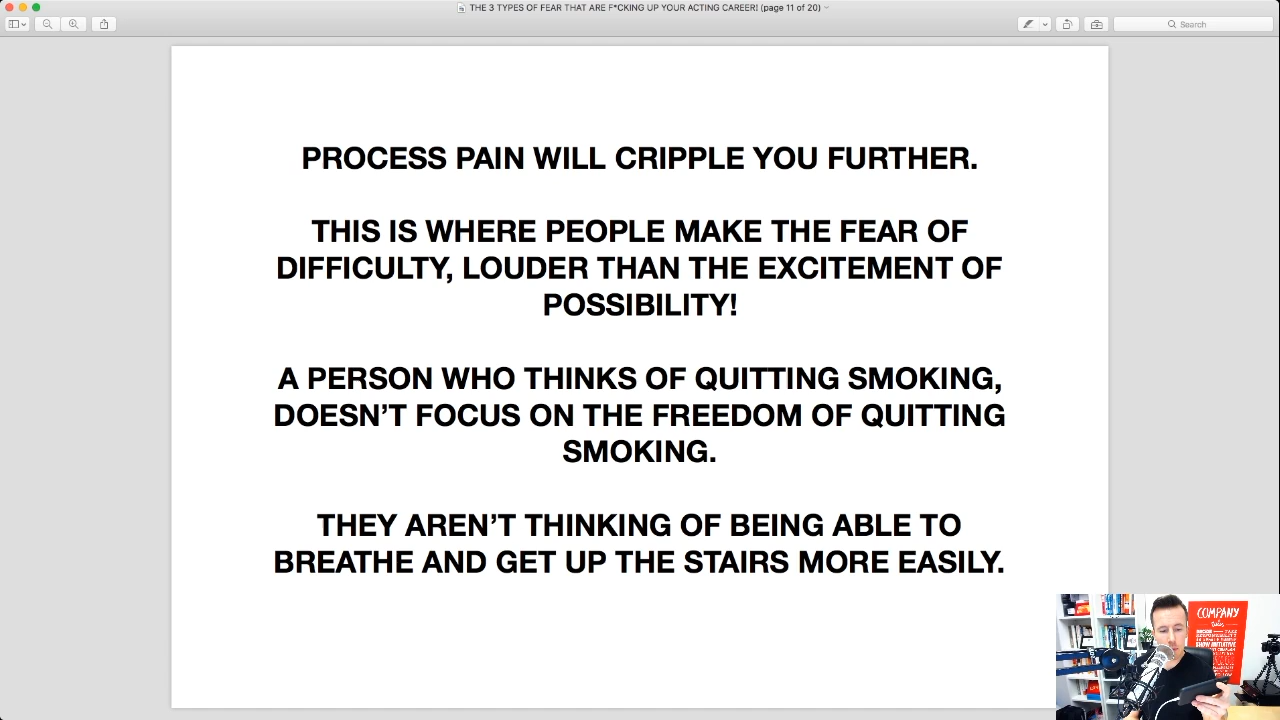 THE 3 TYPES OF FEAR THAT ARE F*CKING UP YOUR ACTING CAREER! (page 11 of 20)
Search
PROCESS PAIN WILL CRIPPLE YOU FURTHER.
THIS IS WHERE PEOPLE MAKE THE FEAR OF
DIFFICULTY, LOUDER THAN THE EXCITEMENT OF
POSSIBILITY!
A PERSON WHO THINKS OF QUITTING SMOKING,
DOESN’T FOCUS ON THE FREEDOM OF QUITTING
SMOKING.
THEY AREN’T THINKING OF BEING ABLE TO
BREATHE AND GET UP THE STAIRS MORE EASILY.
COMPANY